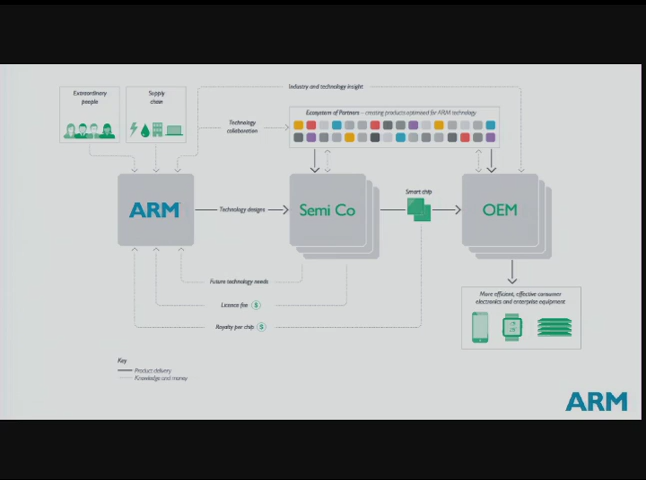 Extraordinary
people
Supply
chain
Industry and technology insight
Technology
collaboration
Ecosystem of Partners – creating products optimised for ARM technology
ARM
Technology designs
Semi Co
Smart chip
OEM
Future technology needs
Licence fee $
Royalty per chip $
More efficient, effective consumer
electronics and enterprise equipment
Key
Product delivery
Knowledge and money
ARM